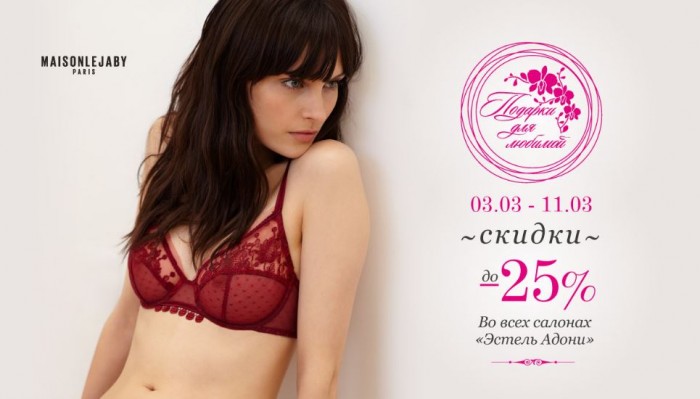 MAISONLEJABY
PARIS
Подарки
для
любимой
03.03 - 11.03
~скидки~
до -25%
Во всех салонах
«Эстель Адони»